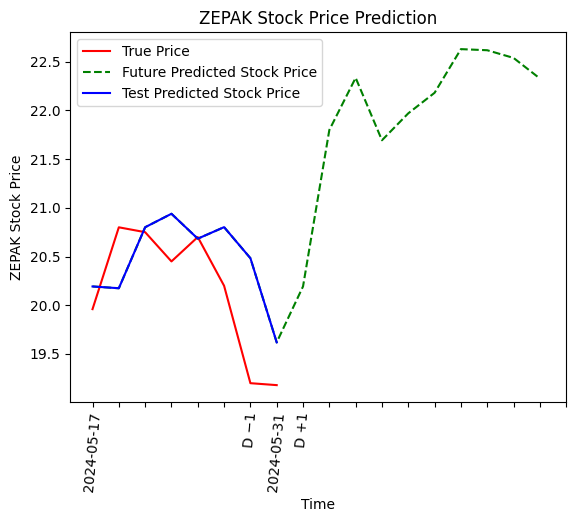 ZEPAK Stock Price Prediction
True Price
Future Predicted Stock Price
Test Predicted Stock Price
ZEPAK Stock Price
22.5
22.0
21.5
21.0
20.5
20.0
19.5
2024-05-17
D −1
2024-05-31
D +1
Time